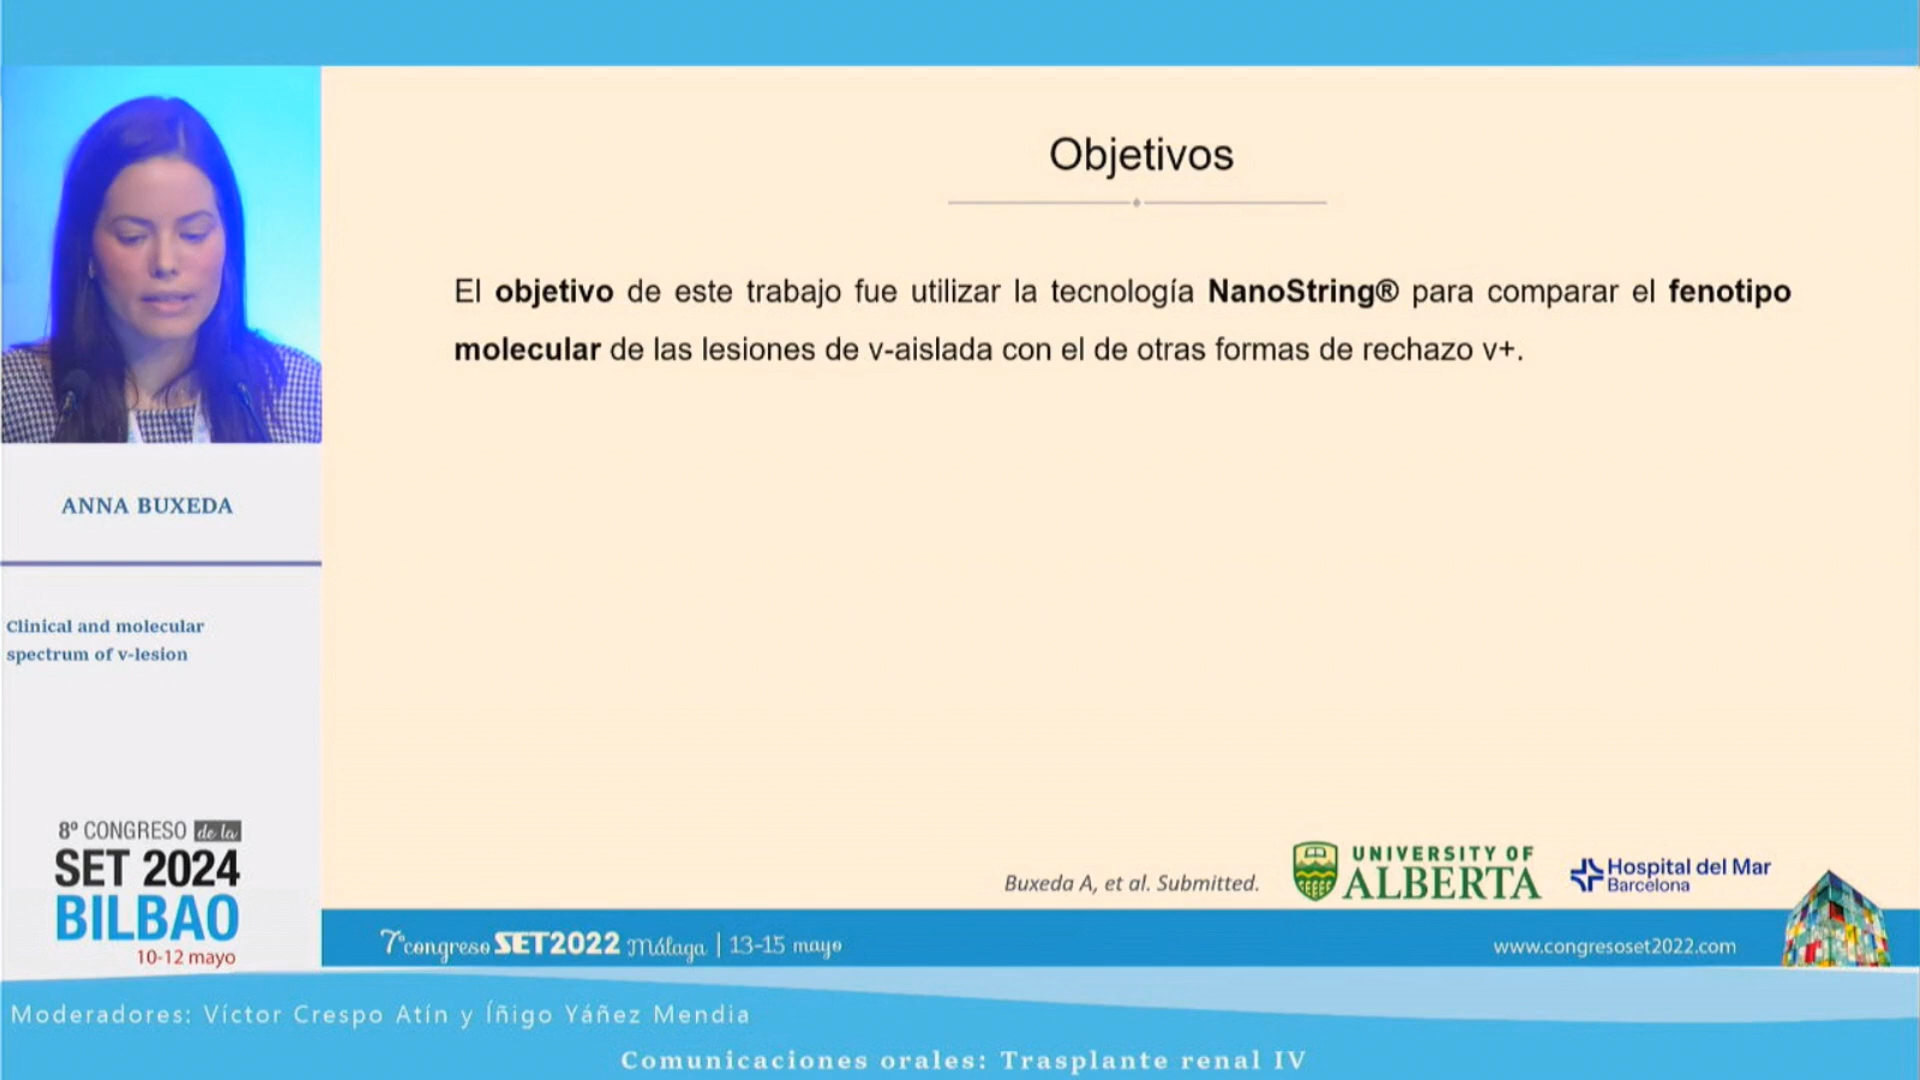 Objetivos
El objetivo de este trabajo fue utilizar la tecnología NanoString® para comparar el fenotipo
molecular de las lesiones de v-aislada con el de otras formas de rechazo v+.
ANNA BUXEDA
Clinical and molecular
spectrum of v-lesion
8º CONGRESO de la
SET 2024
BILBAO
10-12 mayo
Buxeda A, et al. Submitted.
UNIVERSITY OF
ALBERTA
Hospital del Mar
Barcelona
7º congreso SET2022 Málaga | 13-15 mayo
www.congresoset2022.com
Moderadores: Víctor Crespo Atín y Íñigo Yáñez Mendia
Comunicaciones orales: Trasplante renal IV